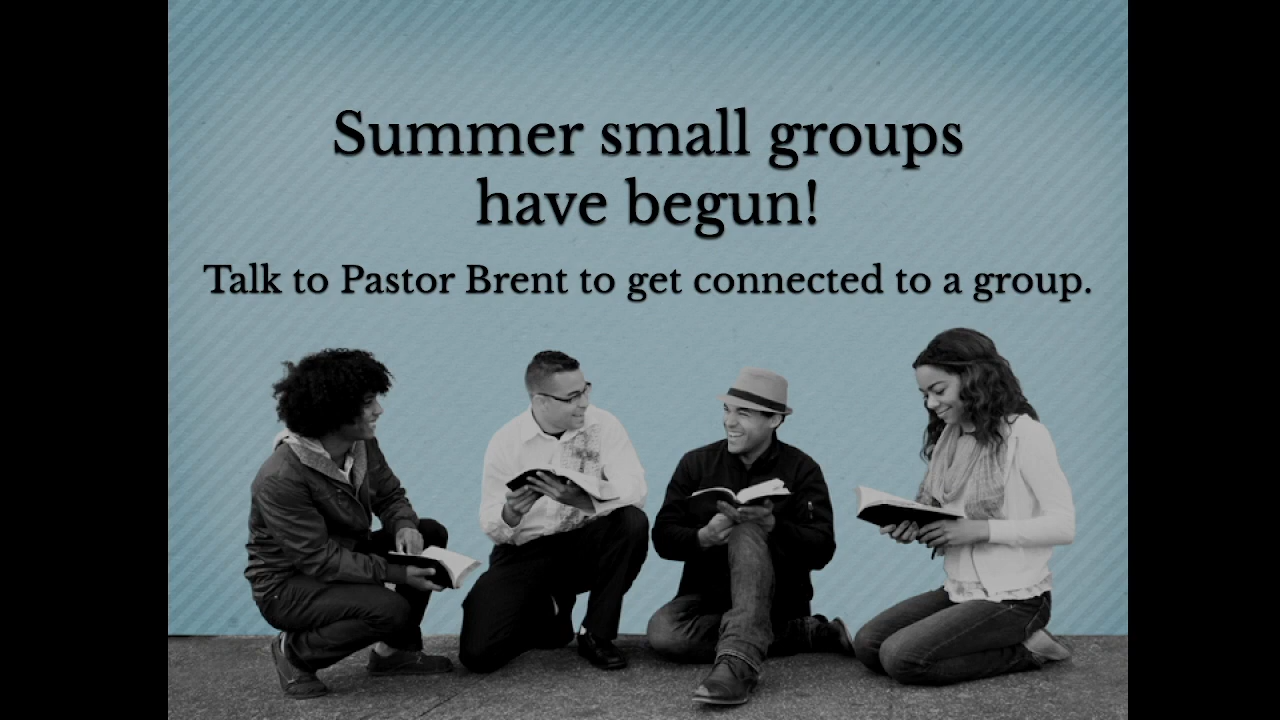 Summer small groups
have begun!
Talk to Pastor Brent to get connected to a group.